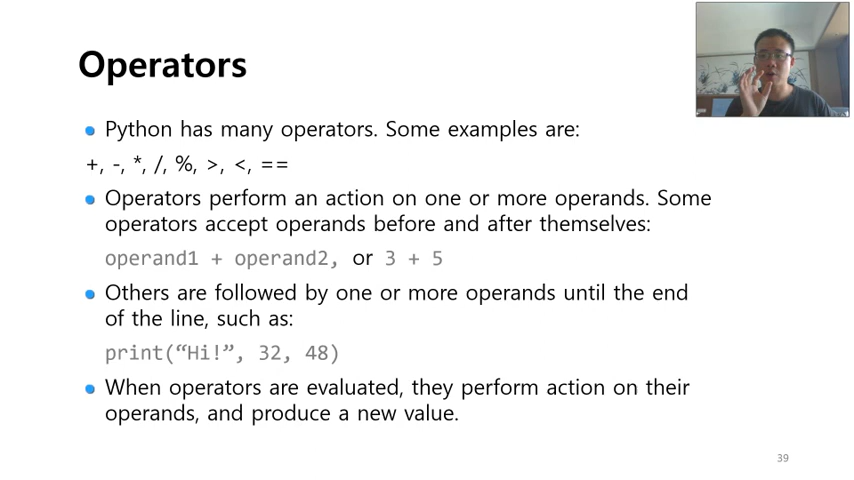 Operators
Python has many operators. Some examples are:
+, -, *, /, %, >, <, ==
Operators perform an action on one or more operands. Some
operators accept operands before and after themselves:
operand1 + operand2, or 3 + 5
Others are followed by one or more operands until the end
of the line, such as:
print(“Hi!”, 32, 48)
When operators are evaluated, they perform action on their
operands, and produce a new value.
39